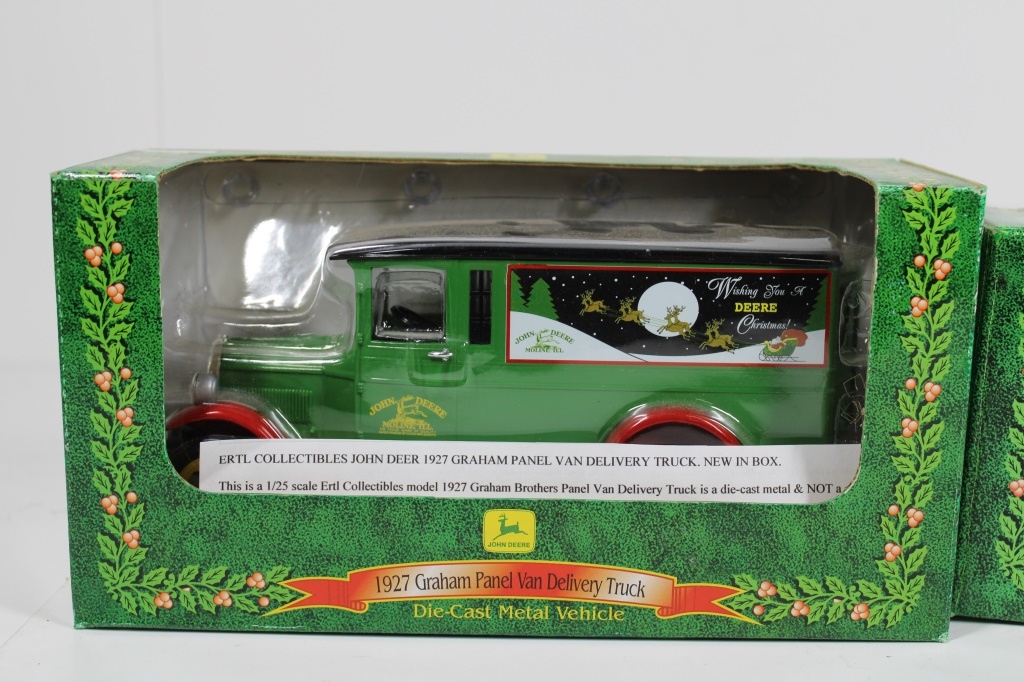 Wishing You A
DEERE
Christmas!
JOHN DEERE
MOLINE, ILL.
JOHN DEERE
MOLINE, ILL.
ERTL COLLECTIBLES JOHN DEER 1927 GRAHAM PANEL VAN DELIVERY TRUCK. NEW IN BOX.
This is a 1/25 scale Ertl Collectibles model 1927 Graham Brothers Panel Van Delivery Truck is a die-cast metal & NOT a
JOHN DEERE
1927 Graham Panel Van Delivery Truck
Die-Cast Metal Vehicle